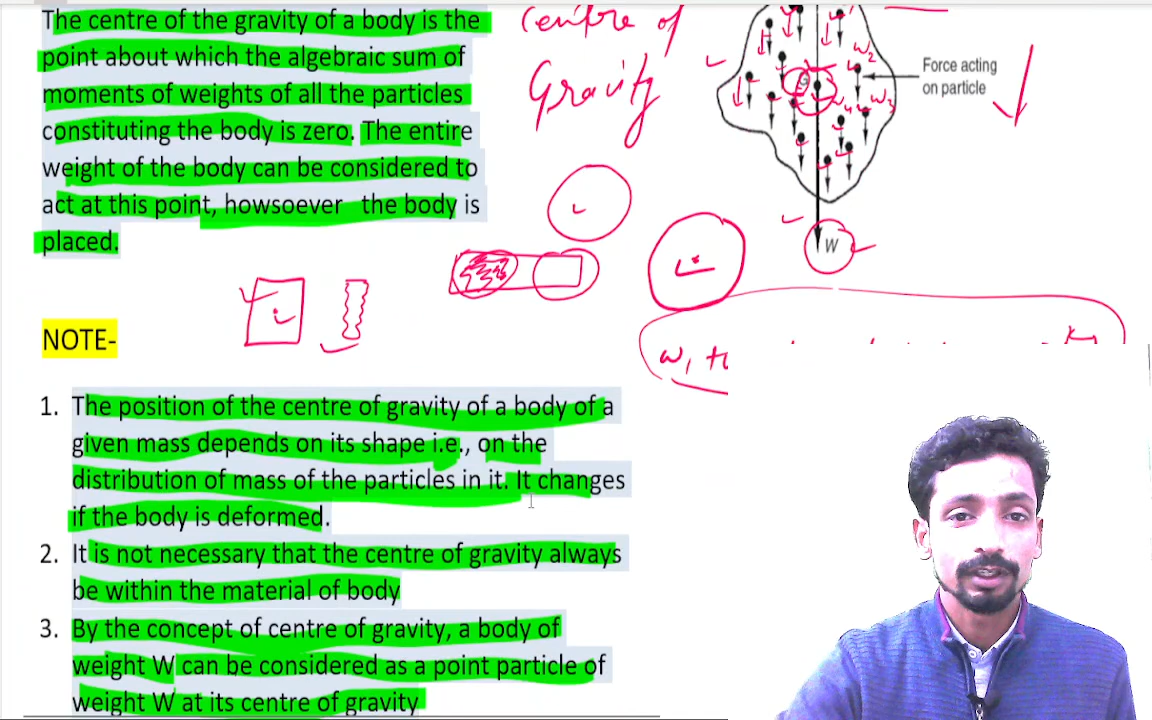 The centre of the gravity of a body is the
point about which the algebraic sum of
moments of weights of all the particles
constituting the body is zero. The entire
weight of the body can be considered to
act at this point, howsoever the body is
placed.
Centre of
Gravity
w2
w3
w4
G
Force acting
on particle
W
w1 +
NOTE-
1. The position of the centre of gravity of a body of a
given mass depends on its shape i.e., on the
distribution of mass of the particles in it. It changes
if the body is deformed.
2. It is not necessary that the centre of gravity always
be within the material of body
3. By the concept of centre of gravity, a body of
weight W can be considered as a point particle of
weight W at its centre of gravity